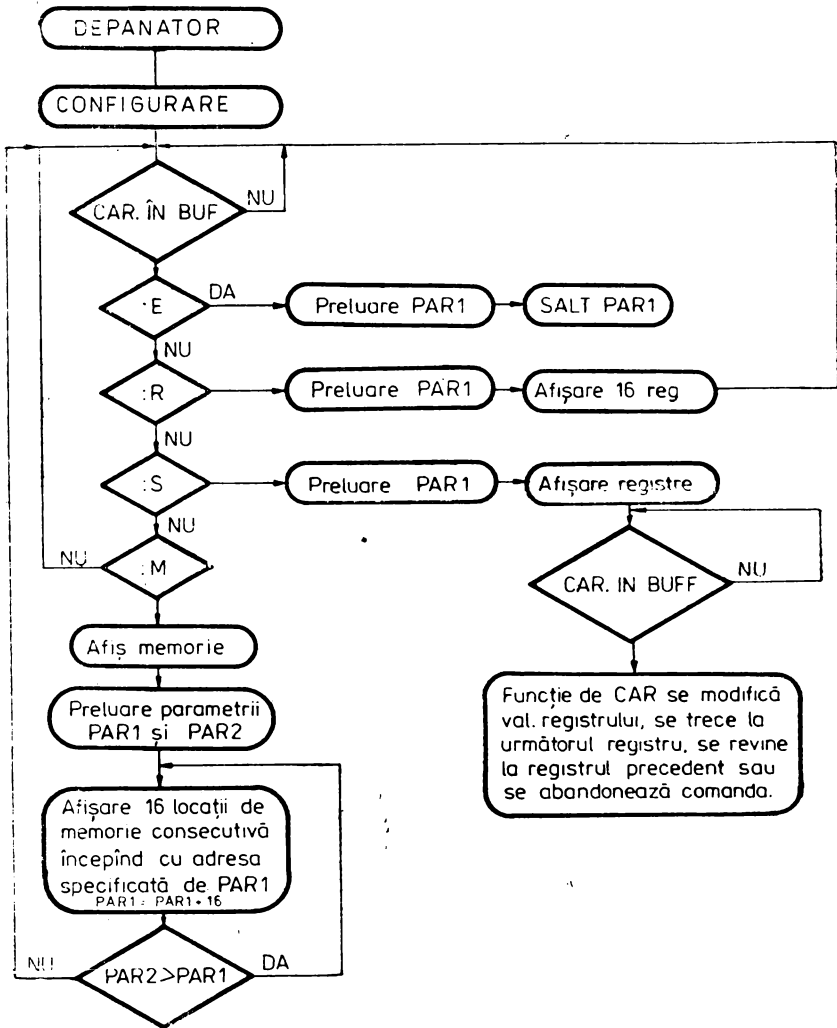 DEPANATOR
CONFIGURARE
CAR. ÎN BUF
NU
:E
DA
Preluare PAR1
SALT PAR1
NU
:R
Preluare PAR1
Afișare 16 reg
NU
:S
Preluare PAR1
Afișare registre
NU
NU
:M
CAR. IN BUFF
NU
Afiș memorie
Preluare parametrii
PAR1 și PAR2
Funcție de CAR se modifică
val. registrului, se trece la
următorul registru, se revine
la registrul precedent sau
se abandonează comanda.
Afișare 16 locații de
memorie consecutivă
începînd cu adresa
specificată de PAR1
PAR1: PAR1+16
NU
PAR2>PAR1
DA